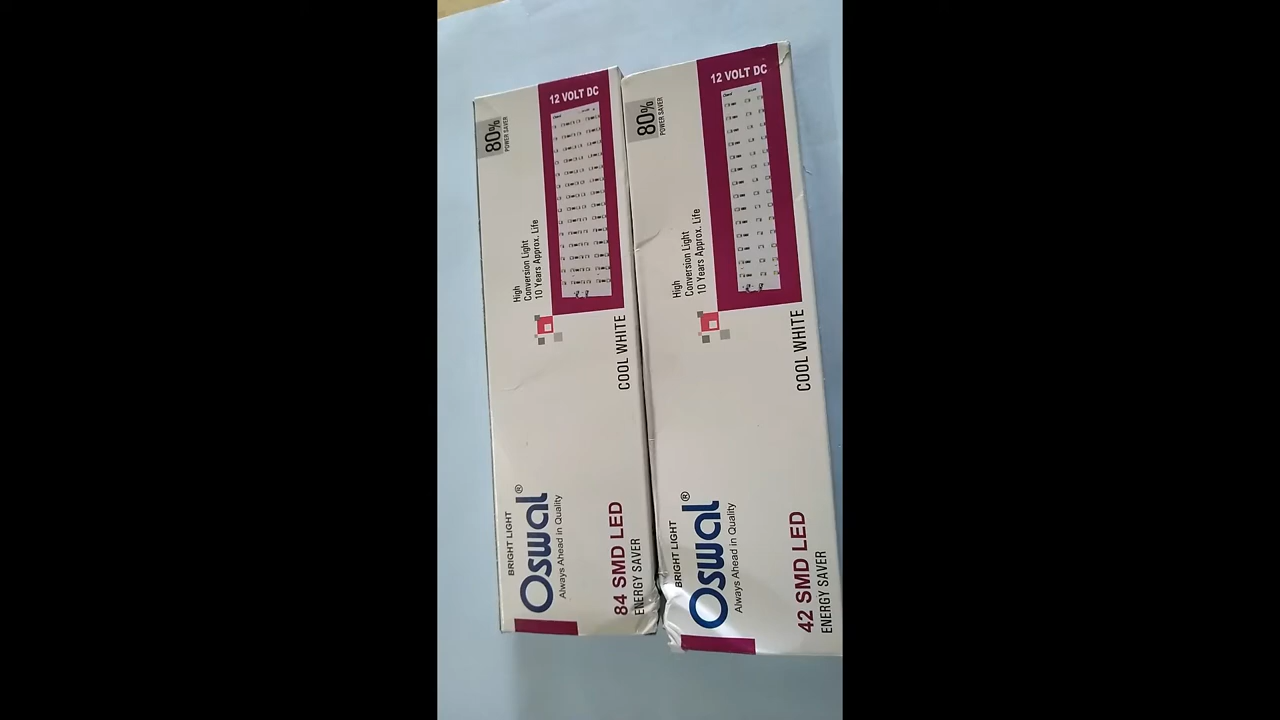 12 VOLT DC
80%
POWER SAVER
High
Conversion Light
10 Years Approx. Life
COOL WHITE
BRIGHT LIGHT
Oswal®
Always Ahead in Quality
84 SMD LED
ENERGY SAVER
12 VOLT DC
80%
POWER SAVER
High
Conversion Light
10 Years Approx. Life
COOL WHITE
BRIGHT LIGHT
Oswal®
Always Ahead in Quality
42 SMD LED
ENERGY SAVER